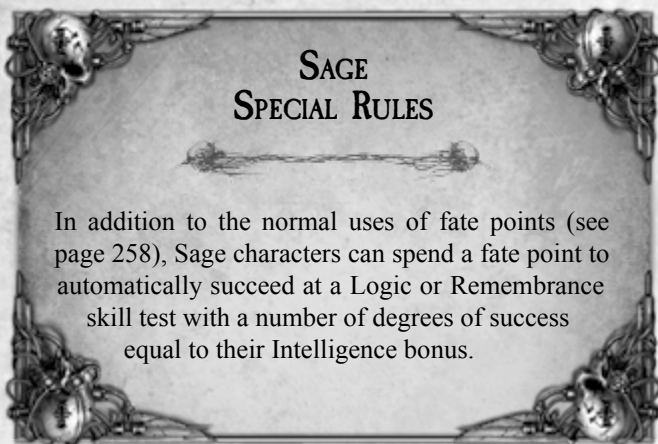 Sage
Special Rules
In addition to the normal uses of fate points (see
page 258), Sage characters can spend a fate point to
automatically succeed at a Logic or Remembrance
skill test with a number of degrees of success
equal to their Intelligence bonus.